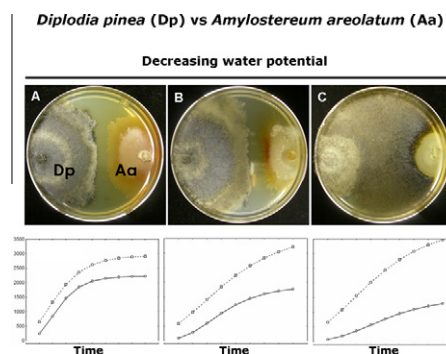 Diplodia pinea (Dp) vs Amylostereum areolatum (Aa)
Decreasing water potential
A
B
C
Dp
Aa
3500
3000
2500
2000
1500
1000
500
0
Time
Time
Time